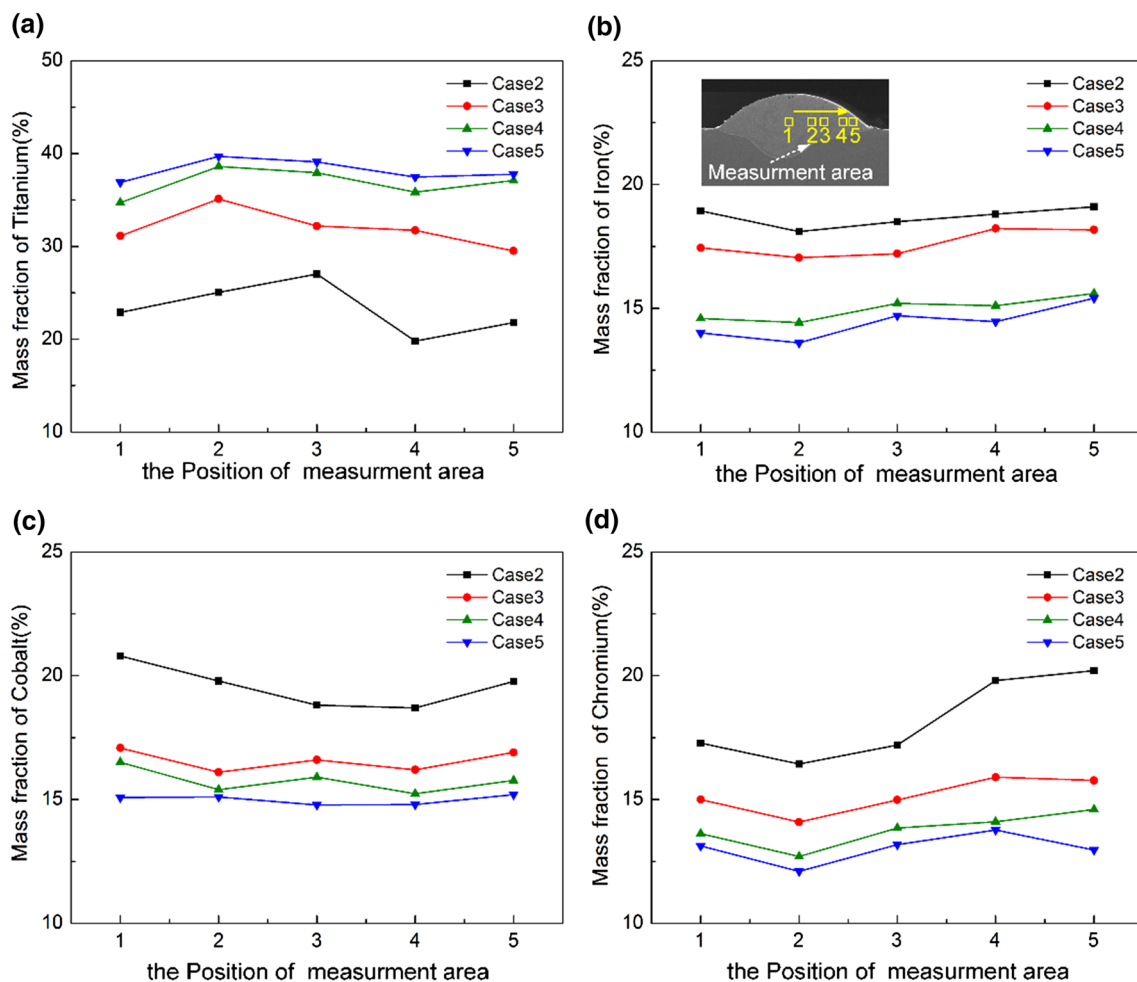 (a)
50
40
30
20
10
Mass fraction of Titanium(%)
Case2
Case3
Case4
Case5
1 2 3 4 5
the Position of measurment area
(b)
25
20
15
10
Mass fraction of Iron(%)
1 23 45
Measurment area
Case2
Case3
Case4
Case5
1 2 3 4 5
the Position of measurment area
(c)
25
20
15
10
Mass fraction of Cobalt(%)
Case2
Case3
Case4
Case5
1 2 3 4 5
the Position of measurment area
(d)
25
20
15
10
Mass fraction of Chromium(%)
Case2
Case3
Case4
Case5
1 2 3 4 5
the Position of measurment area